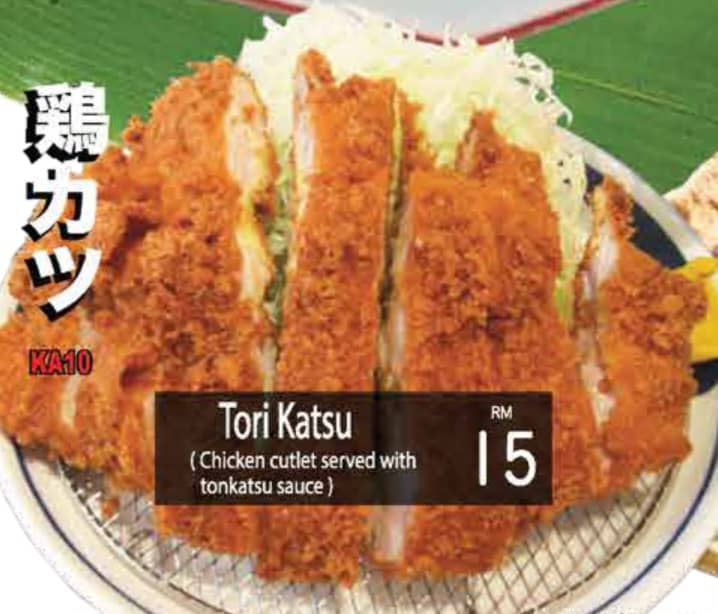 鶏カツ
KA10
Tori Katsu
( Chicken cutlet served with
tonkatsu sauce )
RM
15